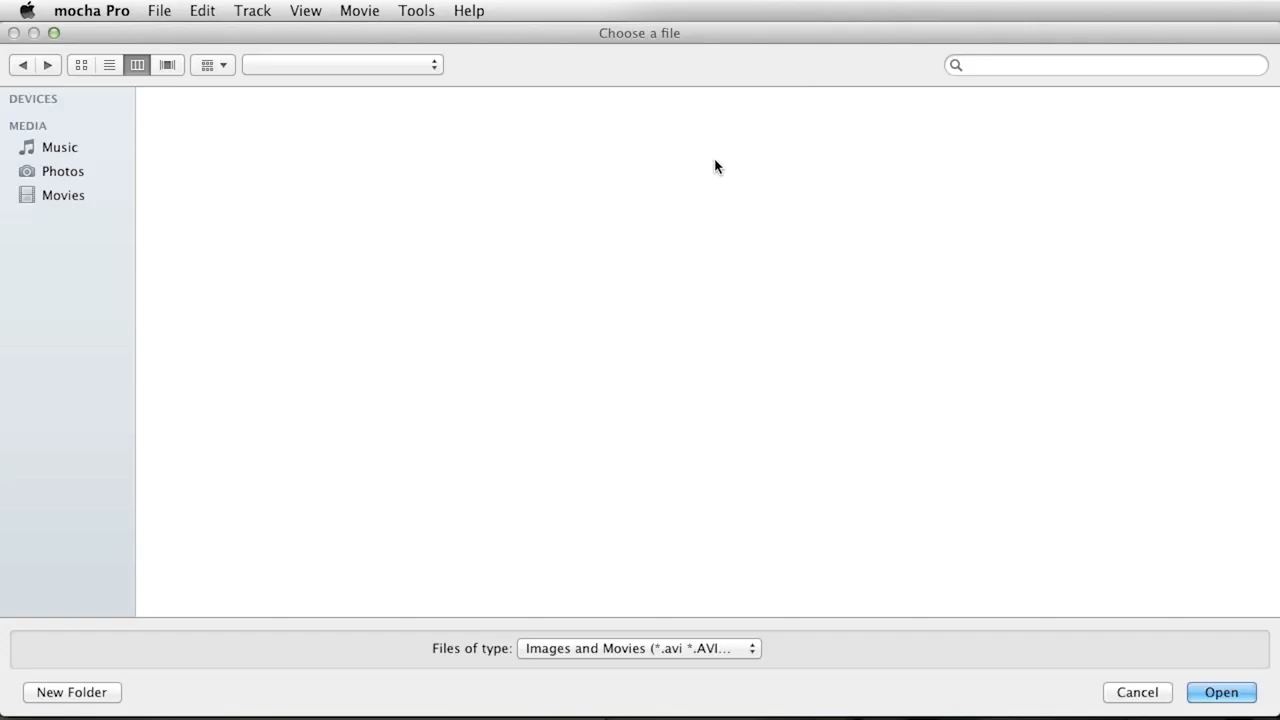 mocha Pro File Edit Track View Movie Tools Help
Choose a file
DEVICES
MEDIA
Music
Photos
Movies
Files of type: Images and Movies (*.avi *.AVI...
New Folder Cancel Open